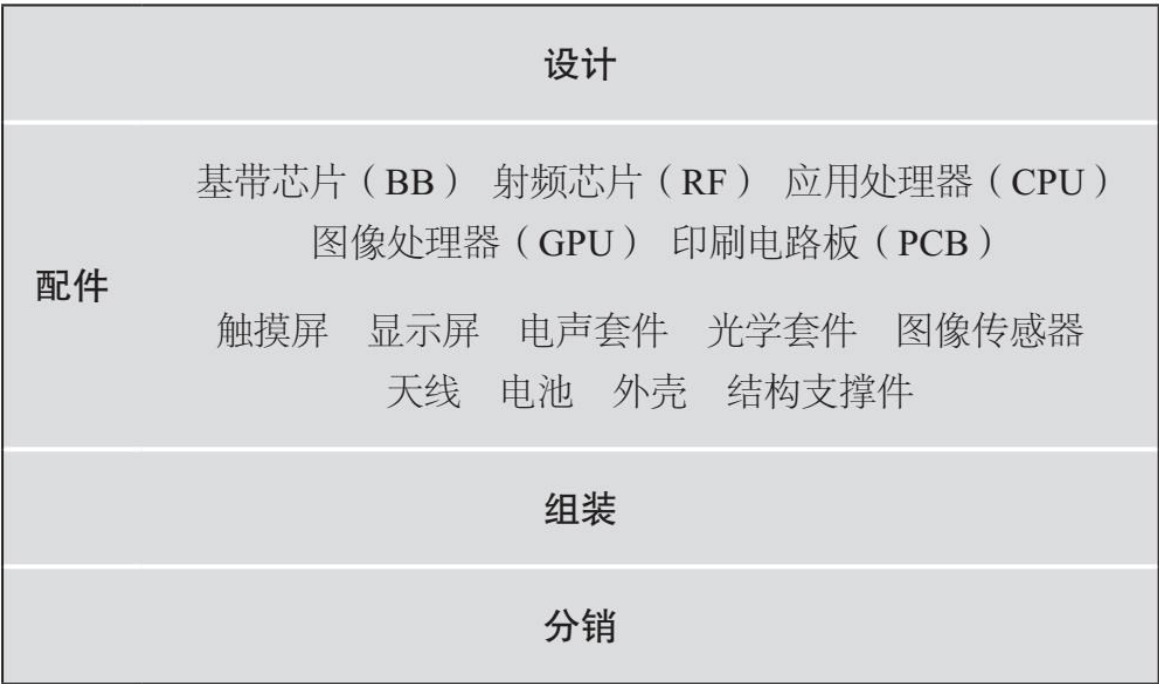 设计
基带芯片（BB） 射频芯片（RF） 应用处理器（CPU）
图像处理器（GPU） 印刷电路板（PCB）
配件
触摸屏 显示屏 电声套件 光学套件 图像传感器
天线 电池 外壳 结构支撑件
组装
分销